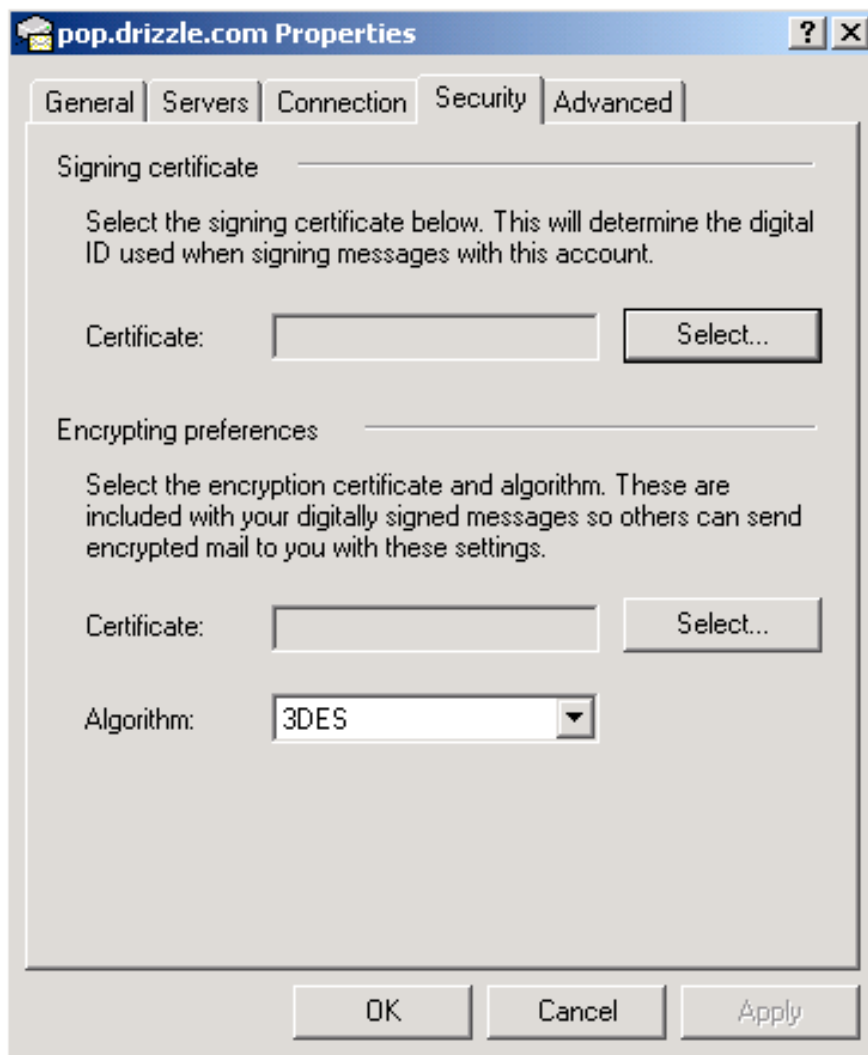 pop.drizzle.com Properties
General Servers Connection Security Advanced
Signing certificate
Select the signing certificate below. This will determine the digital
ID used when signing messages with this account.
Certificate: Select...
Encrypting preferences
Select the encryption certificate and algorithm. These are
included with your digitally signed messages so others can send
encrypted mail to you with these settings.
Certificate: Select...
Algorithm: 3DES
OK Cancel Apply